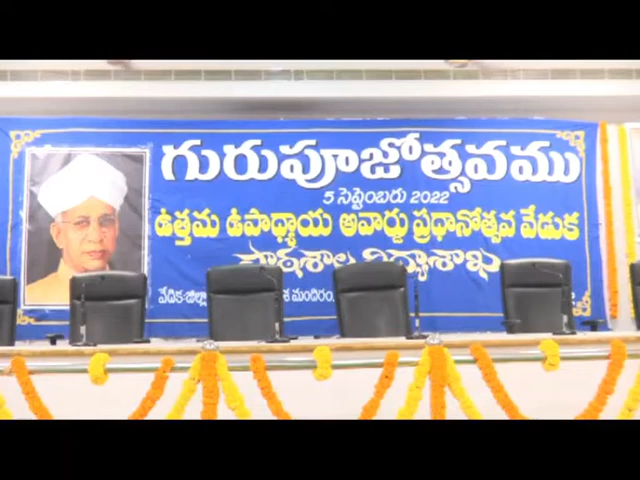 గురుపూజోత్సవము
5 సెప్టెంబరు 2022
ఉత్తమ ఉపాధ్యాయ అవార్డు ప్రధానోత్సవ వేడుక
పాఠశాల విద్యాశాఖ
వేదిక:జిల్లా మందిరం